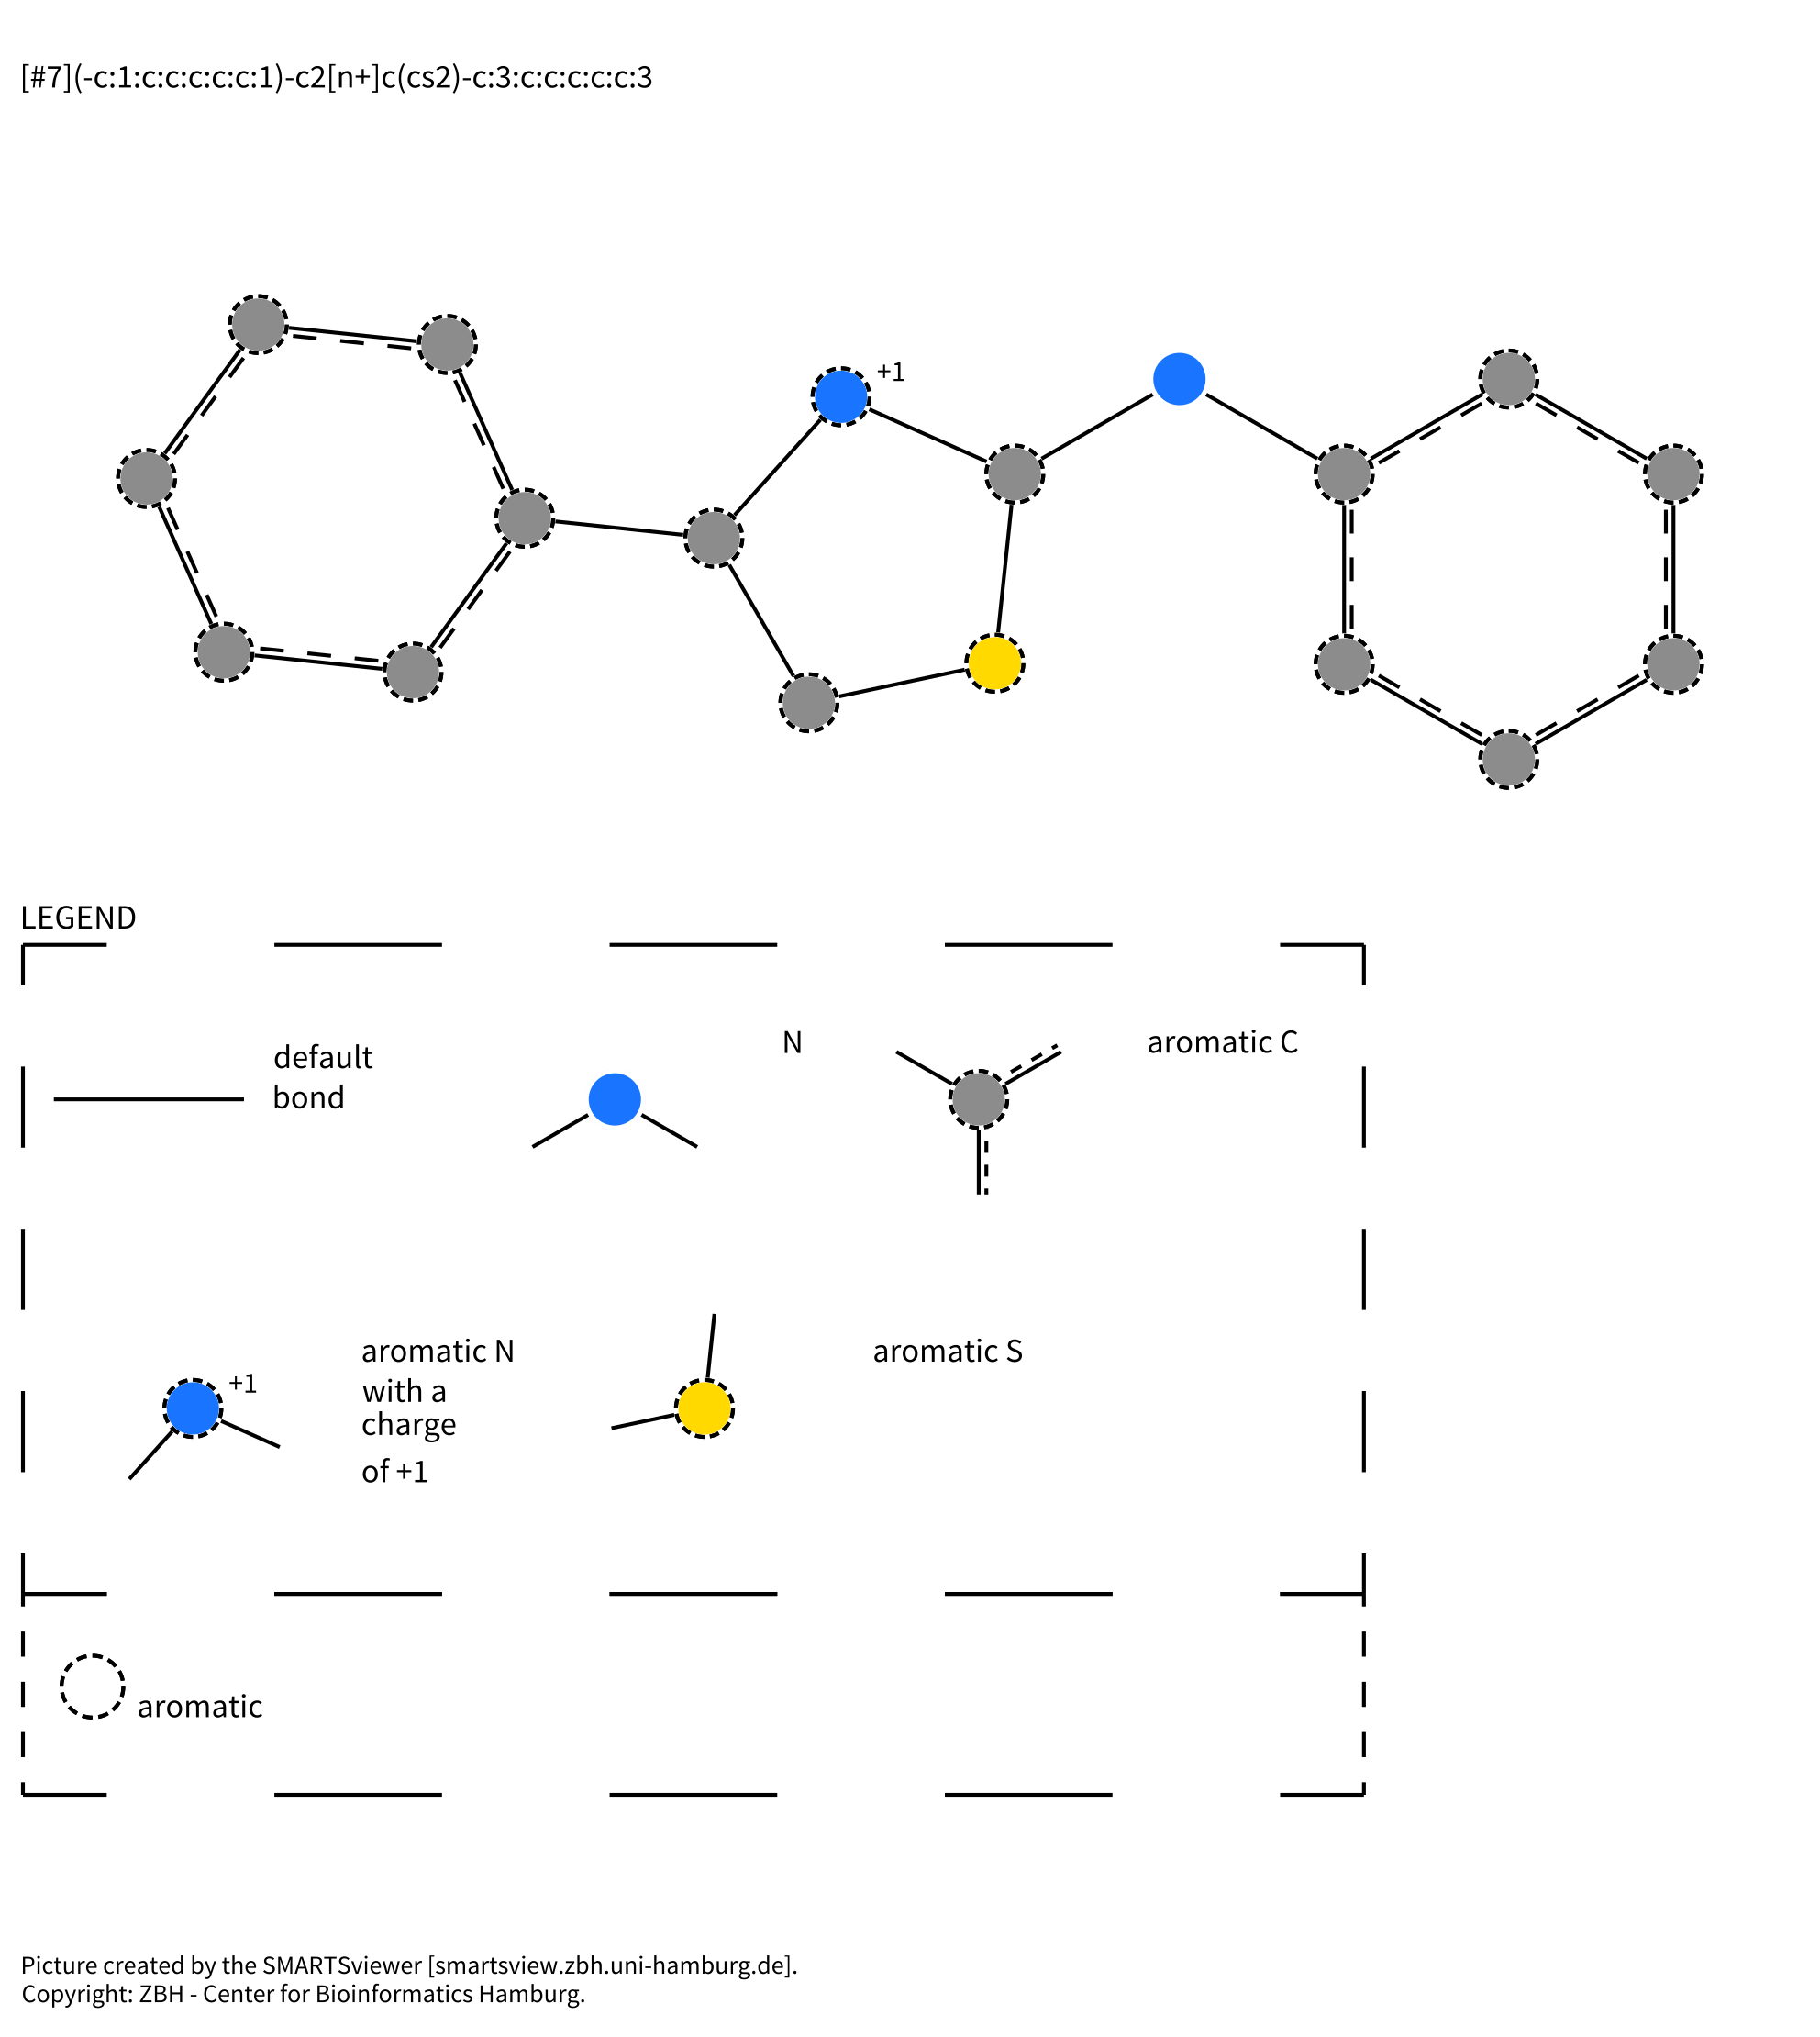 [#7](-c:1:c:c:c:c:c:1)-c2[n+]c(cs2)-c:3:c:c:c:c:c:3
+1
LEGEND
default
bond
N
aromatic C
+1
aromatic N
with a
charge
of +1
aromatic S
aromatic
Picture created by the SMARTSviewer [smartsview.zbh.uni-hamburg.de].
Copyright: ZBH - Center for Bioinformatics Hamburg.